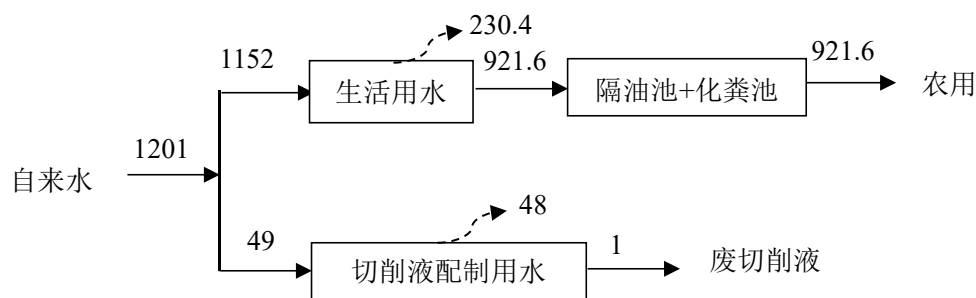 230.4
1152
921.6
921.6
生活用水
隔油池+化粪池
农用
1201
自来水
48
49
1
切削液配制用水
废切削液